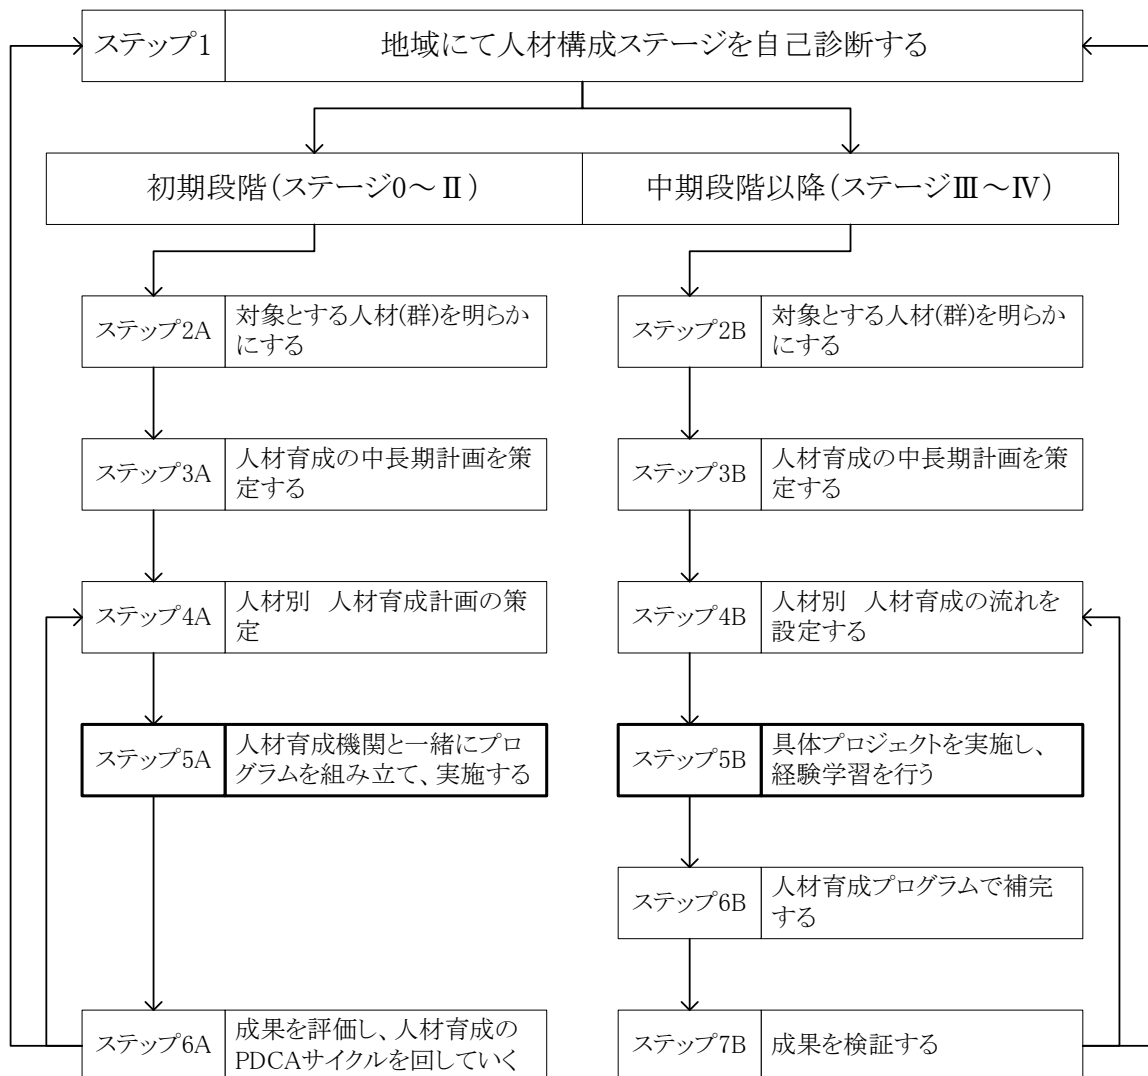 ステップ1
地域にて人材構成ステージを自己診断する
初期段階(ステージ0～Ⅱ)
中期段階以降(ステージⅢ～Ⅳ)
ステップ2A
対象とする人材(群)を明らか
にする
ステップ2B
対象とする人材(群)を明らか
にする
ステップ3A
人材育成の中長期計画を策
定する
ステップ3B
人材育成の中長期計画を策
定する
ステップ4A
人材別　人材育成計画の策
定
ステップ4B
人材別　人材育成の流れを
設定する
ステップ5A
人材育成機関と一緒にプロ
グラムを組み立て、実施する
ステップ5B
具体プロジェクトを実施し、
経験学習を行う
ステップ6B
人材育成プログラムで補完
する
ステップ6A
成果を評価し、人材育成の
PDCAサイクルを回していく
ステップ7B
成果を検証する